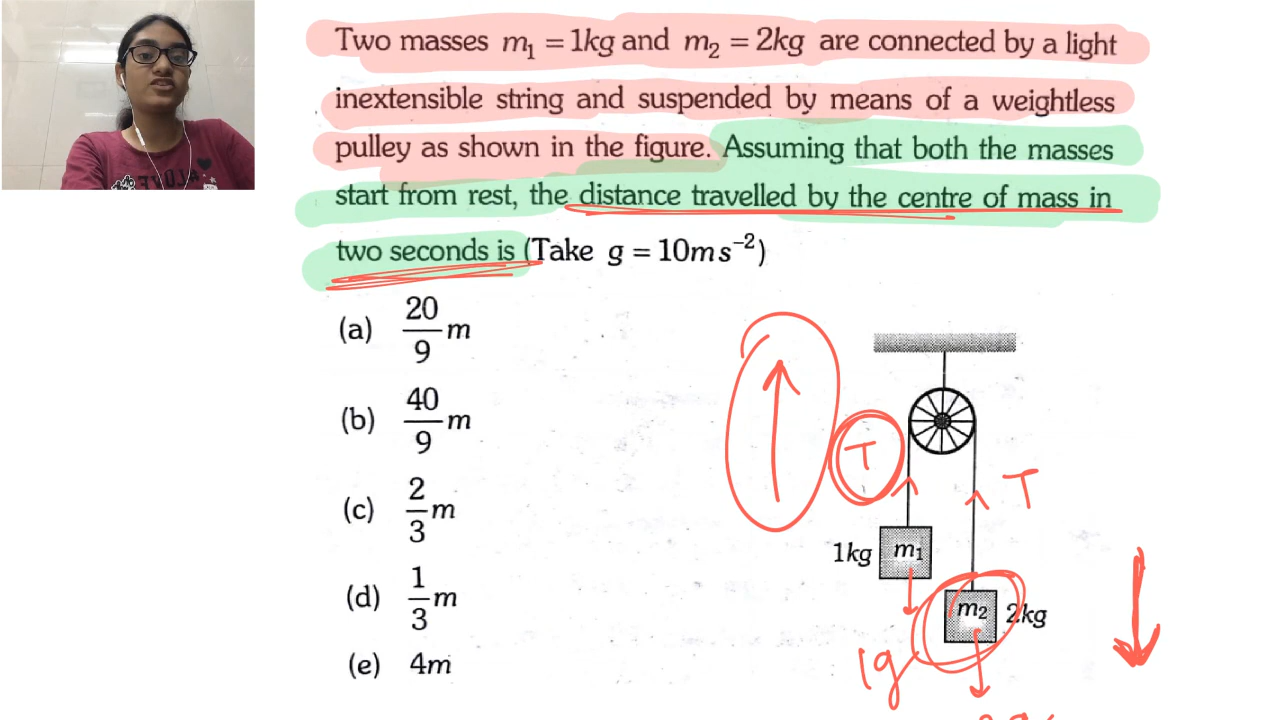 Two masses m₁ = 1kg and m₂ = 2kg are connected by a light
inextensible string and suspended by means of a weightless
pulley as shown in the figure. Assuming that both the masses
start from rest, the distance travelled by the centre of mass in
two seconds is (Take g = 10ms⁻²)
(a) 20/9 m
(b) 40/9 m
(c) 2/3 m
(d) 1/3 m
(e) 4m
T
T
1kg m₁
m₂ 2kg
1g